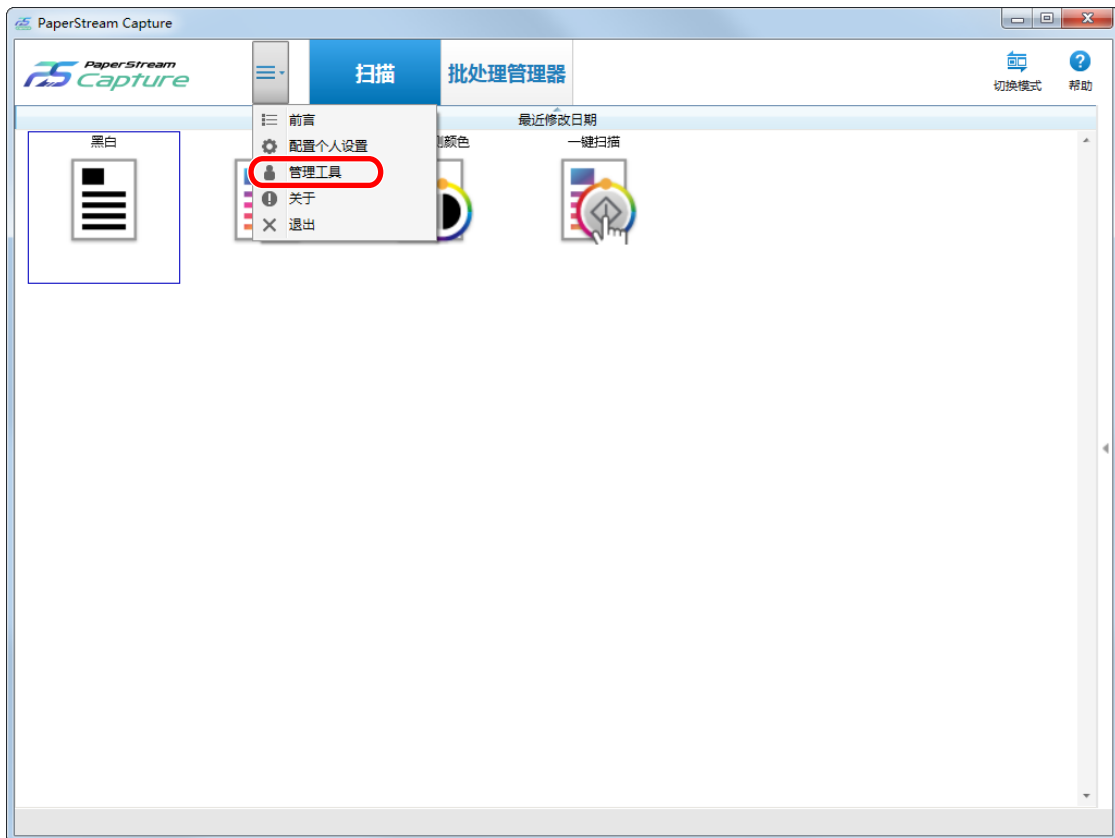 PaperStream Capture
PaperStream
Capture
扫描
批处理管理器
切换模式
帮助
最近修改日期
前言
配置个人设置
管理工具
关于
退出
黑白
颜色
一键扫描